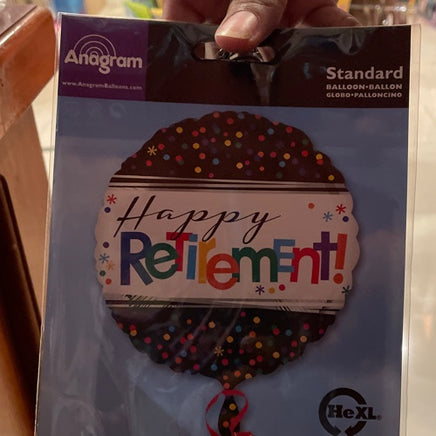 Anagram
www.AnagramBalloons.com
Standard
BALLOON•BALLON
GLOBO•PALLONCINO
Happy
Retirement!
HeXL®